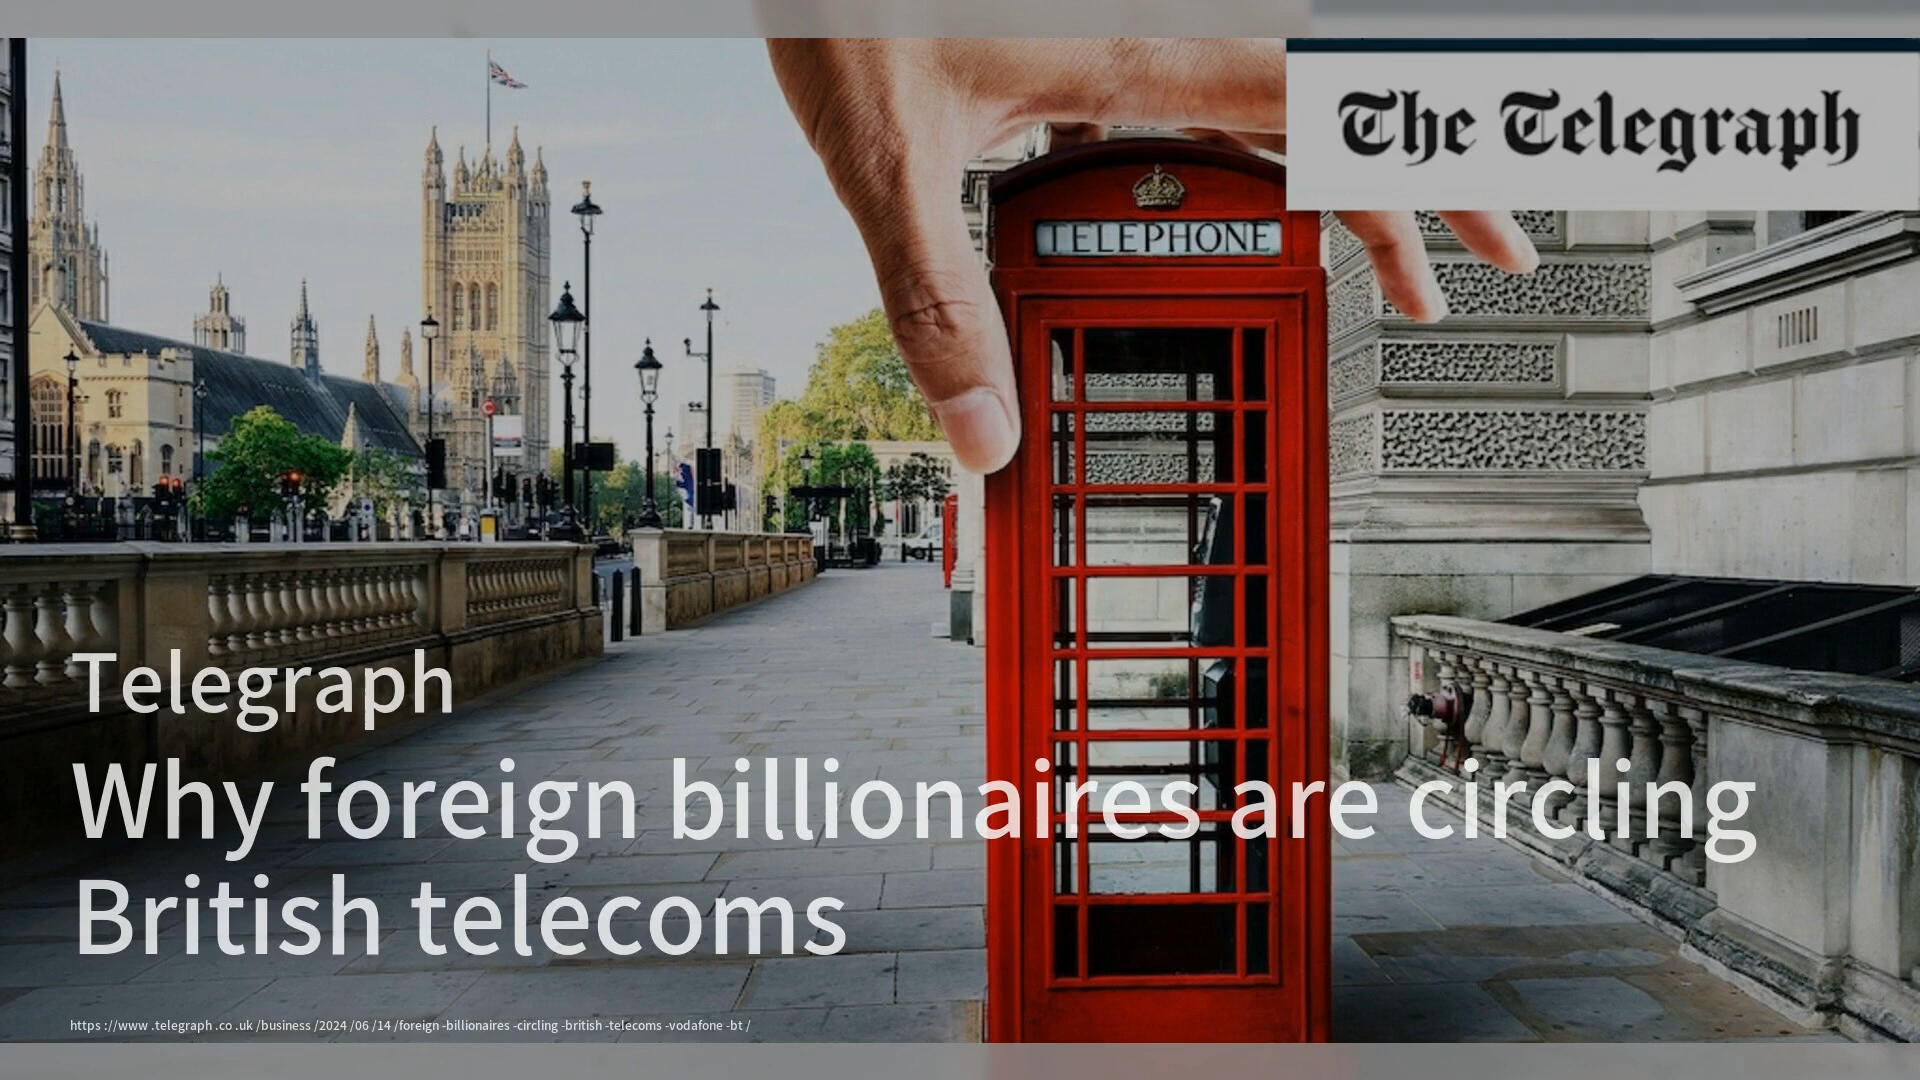 The Telegraph
TELEPHONE
Telegraph
Why foreign billionaires are circling
British telecoms
https://www.telegraph.co.uk/business/2024/06/14/foreign-billionaires-circling-british-telecoms-vodafone-bt/